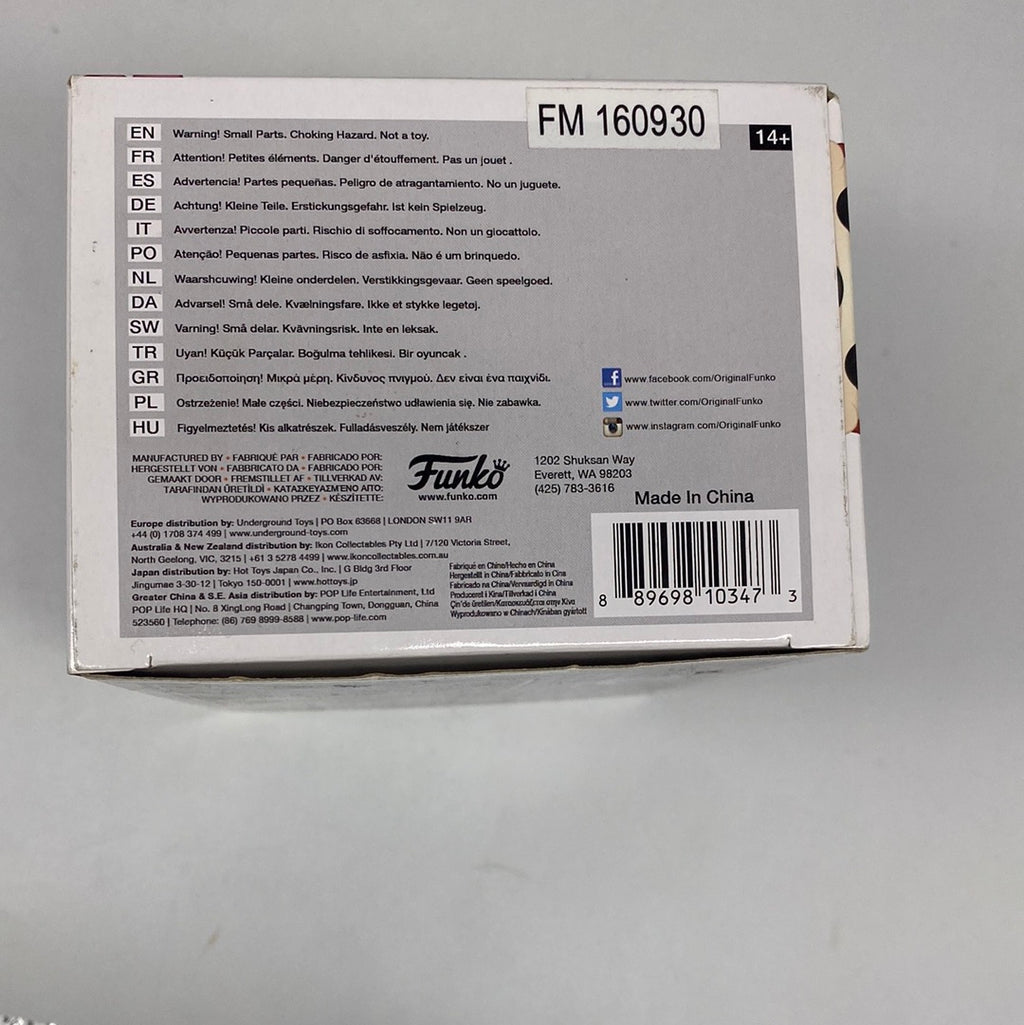 FM 160930
14+
EN Warning! Small Parts. Choking Hazard. Not a toy.
FR Attention! Petites éléments. Danger d'étouffement. Pas un jouet .
ES Advertencia! Partes pequeñas. Peligro de atragantamiento. No un juguete.
DE Achtung! Kleine Teile. Erstickungsgefahr. Ist kein Spielzeug.
IT Avvertenza! Piccole parti. Rischio di soffocamento. Non un giocattolo.
PO Atenção! Pequenas partes. Risco de asfixia. Não é um brinquedo.
NL Waarshcuwing! Kleine onderdelen. Verstikkingsgevaar. Geen speelgoed.
DA Advarsel! Små dele. Kvælningsfare. Ikke et stykke legetøj.
SW Varning! Små delar. Kvävningsrisk. Inte en leksak.
TR Uyan! Küçük Parçalar. Boğulma tehlikesi. Bir oyuncak .
GR Προειδοποίηση! Μικρά μέρη. Κίνδυνος πνιγμού. Δεν είναι ένα παιχνίδι.
PL Ostrzeżenie! Małe części. Niebezpieczeństwo udławienia się. Nie zabawka.
HU Figyelmeztetés! Kis alkatrészek. Fulladásveszély. Nem játékszer
www.facebook.com/OriginalFunko
www.twitter.com/OriginalFunko
www.instagram.com/OriginalFunko
MANUFACTURED BY • FABRIQUÉ PAR • FABRICADO POR:
HERGESTELLT VON • FABBRICATO DA • FABRICADO POR:
GEMAAKT DOOR • FREMSTILLET AF • TILLVERKAD AV:
TARAFINDAN ÜRETİLDİ • ΚΑΤΑΣΚΕΥΑΣΜΈΝΟ ΑΠΌ:
WYPRODUKOWANO PRZEZ • KÉSZÍTETTE:
Funko
www.funko.com
1202 Shuksan Way
Everett, WA 98203
(425) 783-3616
Made In China
Europe distribution by: Underground Toys | PO Box 63668 | LONDON SW11 9AR
+44 (0) 1708 374 499 | www.underground-toys.com
Australia & New Zealand distribution by: Ikon Collectables Pty Ltd | 7/120 Victoria Street,
North Geelong, VIC, 3215 | +61 3 5278 4499 | www.ikoncollectables.com.au
Japan distribution by: Hot Toys Japan Co., Inc. | G Bldg 3rd Floor
Jingumae 3-30-12 | Tokyo 150-0001 | www.hottoys.jp
Greater China & S.E. Asia distribution by: POP Life Entertainment, Ltd
POP Life HQ | No. 8 XingLong Road | Changping Town, Dongguan, China
523560 | Telephone: (86) 769 8999-8588 | www.pop-life.com
Fabriqué en Chine/Hecho en China
Hergestellt in China/Fabbricato in Cina
Fabricado na China/Vervaardigd in China
Produceret i Kina/Tillverkad i China
Çin'de üretilen/Κατασκευάζεται στην Κίνα
Wyprodukowano w Chinach/Kínában gyártott
8 89698 10347 3